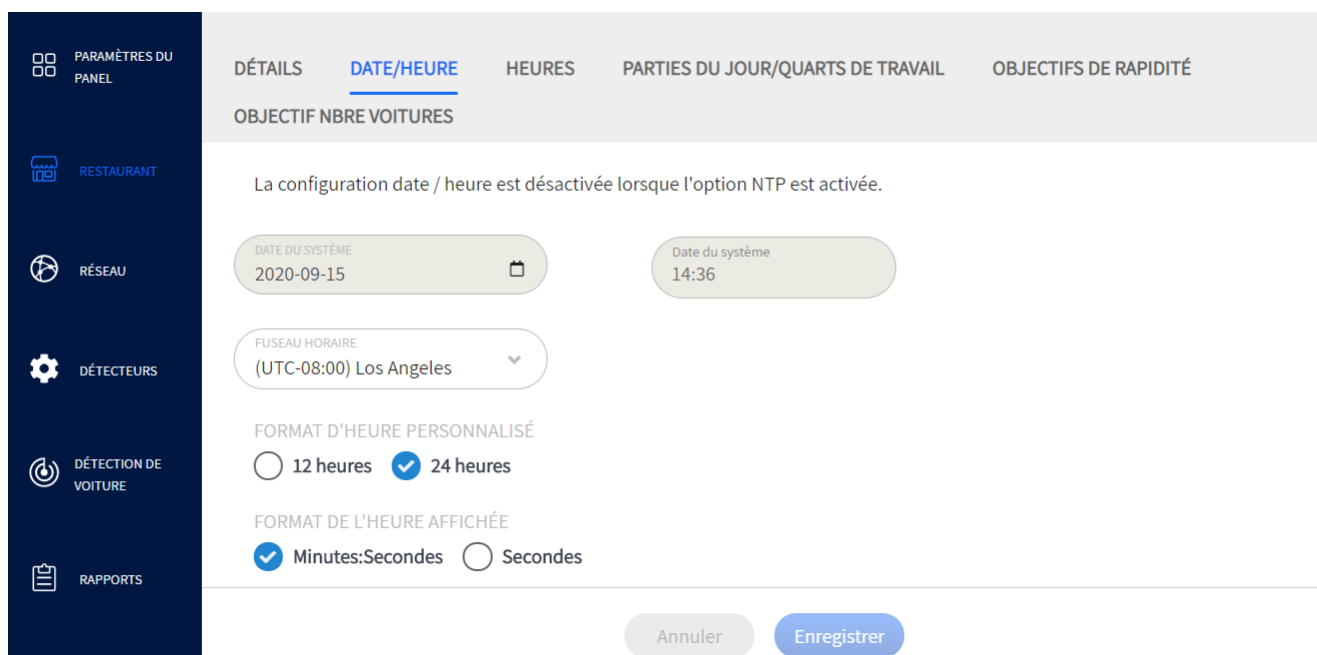 PARAMÈTRES DU
PANEL
RESTAURANT
RÉSEAU
DÉTECTEURS
DÉTECTION DE
VOITURE
RAPPORTS
DÉTAILS DATE/HEURE HEURES PARTIES DU JOUR/QUARTS DE TRAVAIL OBJECTIFS DE RAPIDITÉ
OBJECTIF NBRE VOITURES
La configuration date / heure est désactivée lorsque l'option NTP est activée.
DATE DU SYSTÈME
2020-09-15
Date du système
14:36
FUSEAU HORAIRE
(UTC-08:00) Los Angeles
FORMAT D'HEURE PERSONNALISÉ
12 heures 24 heures
FORMAT DE L'HEURE AFFICHÉE
Minutes:Secondes Secondes
Annuler Enregistrer